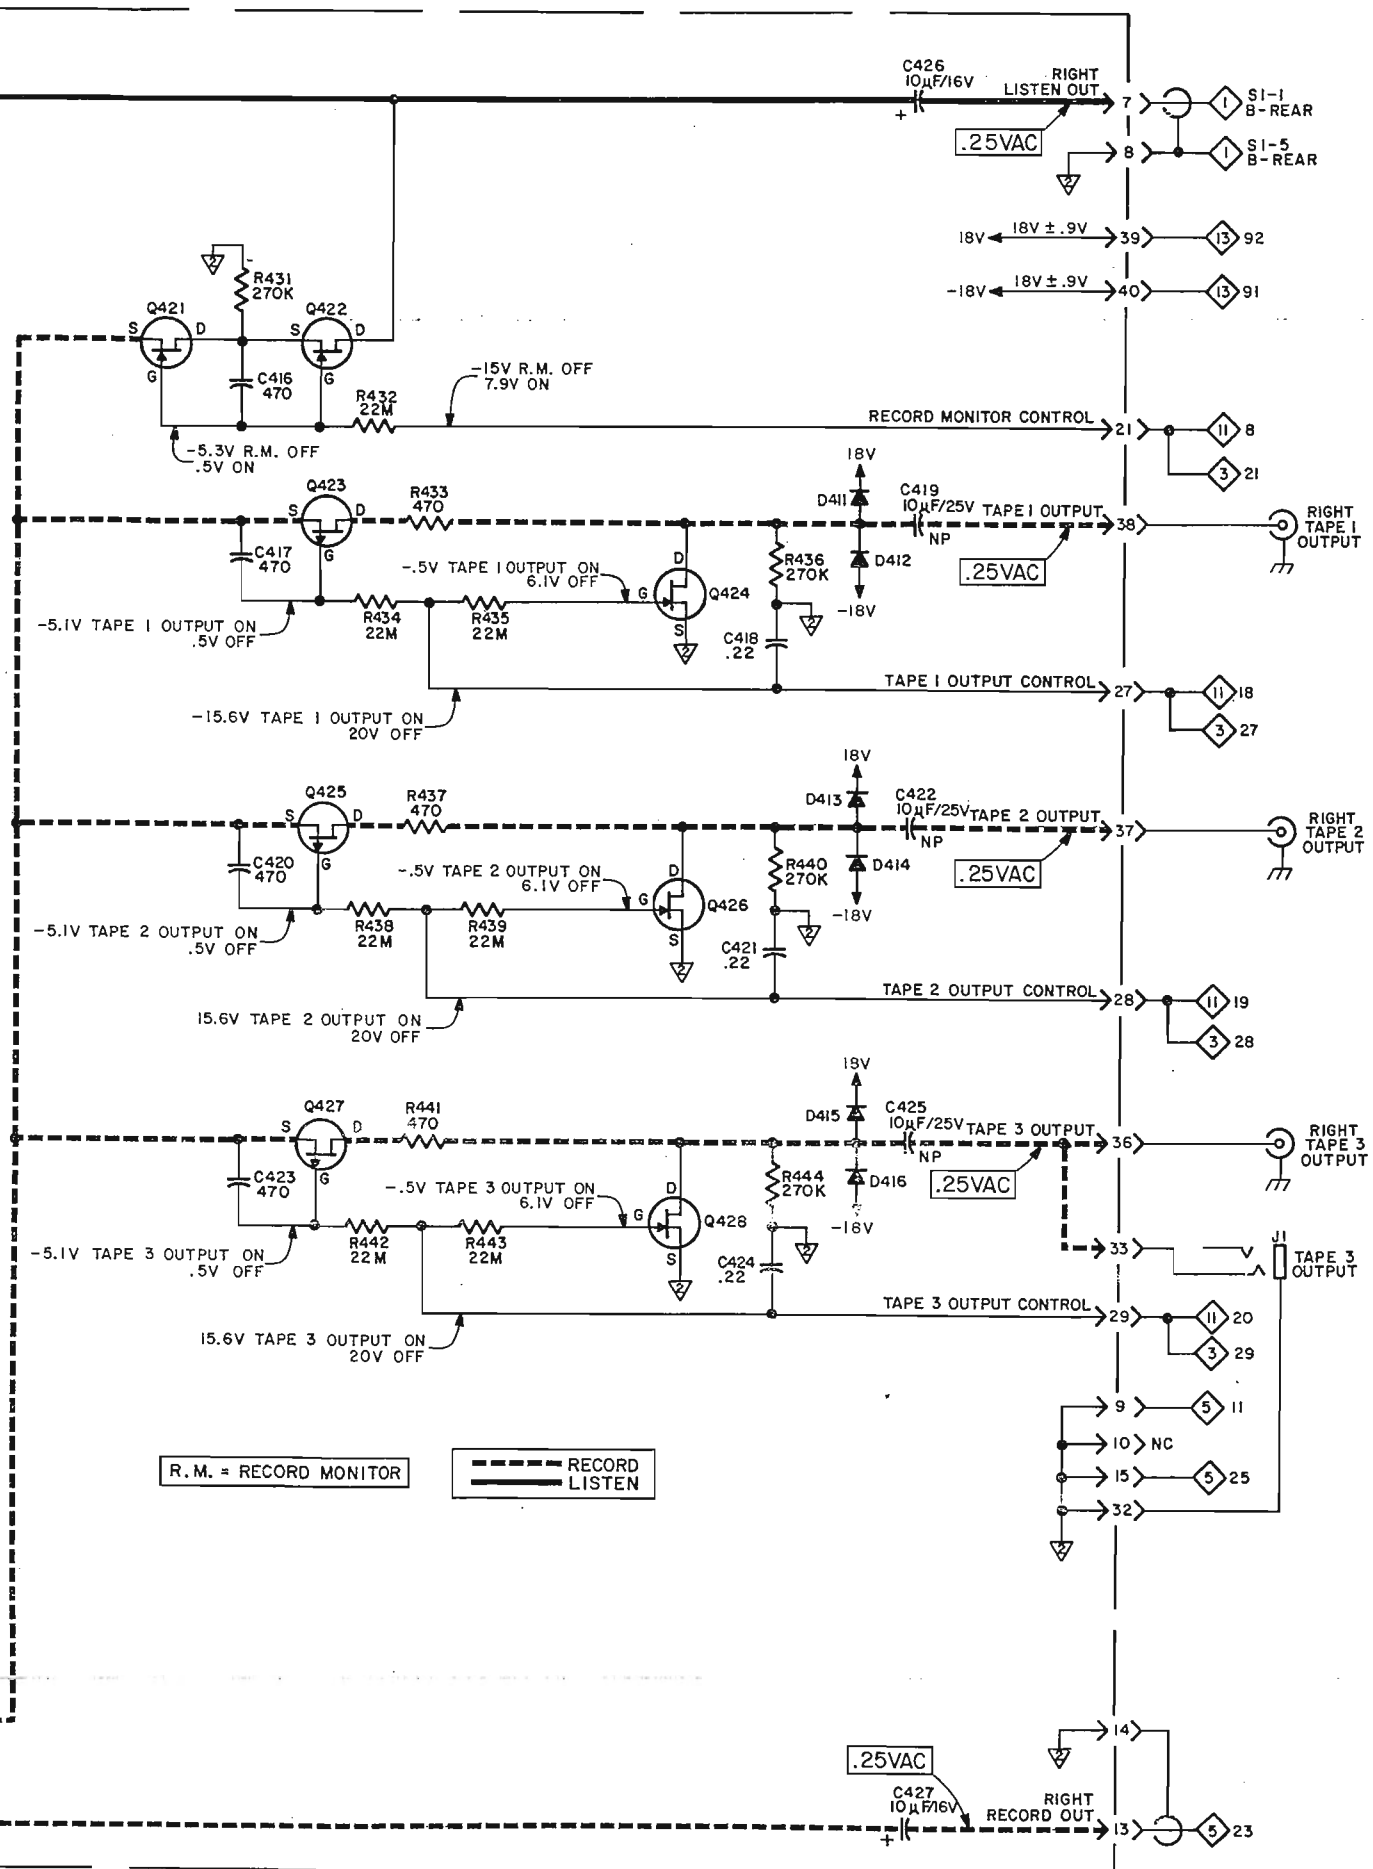 C426
10µF/16V
RIGHT
LISTEN OUT
7
1
S1-1
B-REAR
.25VAC
8
1
S1-5
B-REAR
2
18V
18V ± .9V
39
13
92
-18V
18V ± .9V
40
13
91
2
R431
270K
Q421
Q422
S
D
S
D
G
C416
470
G
R432
22M
-15V R.M. OFF
7.9V ON
RECORD MONITOR CONTROL
21
11
8
3
21
-5.3V R.M. OFF
.5V ON
Q423
S
D
R433
470
18V
D411
C419
10µF/25V
NP
TAPE 1 OUTPUT
38
RIGHT
TAPE 1
OUTPUT
C417
470
G
-.5V TAPE 1 OUTPUT ON
6.1V OFF
D
G
S
Q424
R436
270K
D412
-18V
.25VAC
-5.1V TAPE 1 OUTPUT ON
.5V OFF
R434
22M
R435
22M
2
C418
.22
2
TAPE 1 OUTPUT CONTROL
27
11
18
3
27
-15.6V TAPE 1 OUTPUT ON
20V OFF
Q425
S
D
R437
470
18V
D413
C422
10µF/25V
NP
TAPE 2 OUTPUT
37
RIGHT
TAPE 2
OUTPUT
C420
470
G
-.5V TAPE 2 OUTPUT ON
6.1V OFF
D
G
S
Q426
R440
270K
D414
-18V
.25VAC
-5.1V TAPE 2 OUTPUT ON
.5V OFF
R438
22M
R439
22M
2
C421
.22
2
TAPE 2 OUTPUT CONTROL
28
11
19
3
28
15.6V TAPE 2 OUTPUT ON
20V OFF
Q427
S
D
R441
470
18V
D415
C425
10µF/25V
NP
TAPE 3 OUTPUT
36
RIGHT
TAPE 3
OUTPUT
C423
470
G
-.5V TAPE 3 OUTPUT ON
6.1V OFF
D
G
S
Q428
R444
270K
D416
-18V
.25VAC
33
J1
TAPE 3
OUTPUT
-5.1V TAPE 3 OUTPUT ON
.5V OFF
R442
22M
R443
22M
2
C424
.22
2
TAPE 3 OUTPUT CONTROL
29
11
20
3
29
15.6V TAPE 3 OUTPUT ON
20V OFF
9
5
11
10
NC
15
5
25
32
2
R.M. = RECORD MONITOR
RECORD
LISTEN
14
2
.25VAC
C427
10µF/16V
RIGHT
RECORD OUT
13
5
23